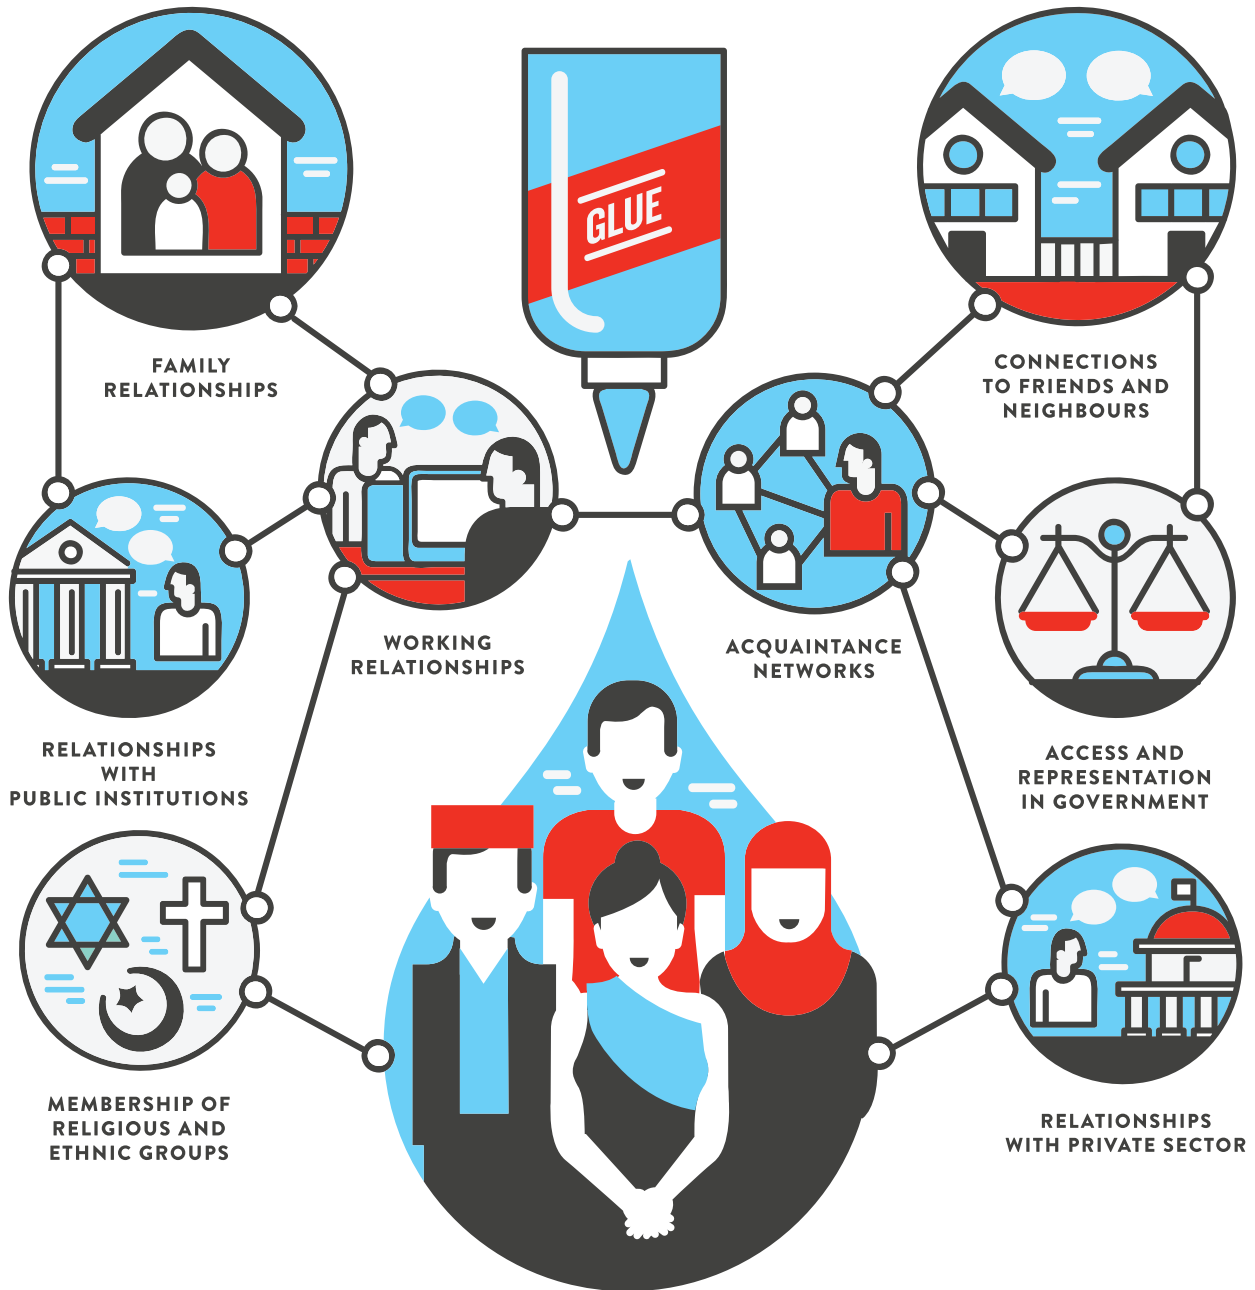 GLUE
FAMILY
RELATIONSHIPS
CONNECTIONS
TO FRIENDS AND
NEIGHBOURS
WORKING
RELATIONSHIPS
ACQUAINTANCE
NETWORKS
RELATIONSHIPS
WITH
PUBLIC INSTITUTIONS
ACCESS AND
REPRESENTATION
IN GOVERNMENT
MEMBERSHIP OF
RELIGIOUS AND
ETHNIC GROUPS
RELATIONSHIPS
WITH PRIVATE SECTOR